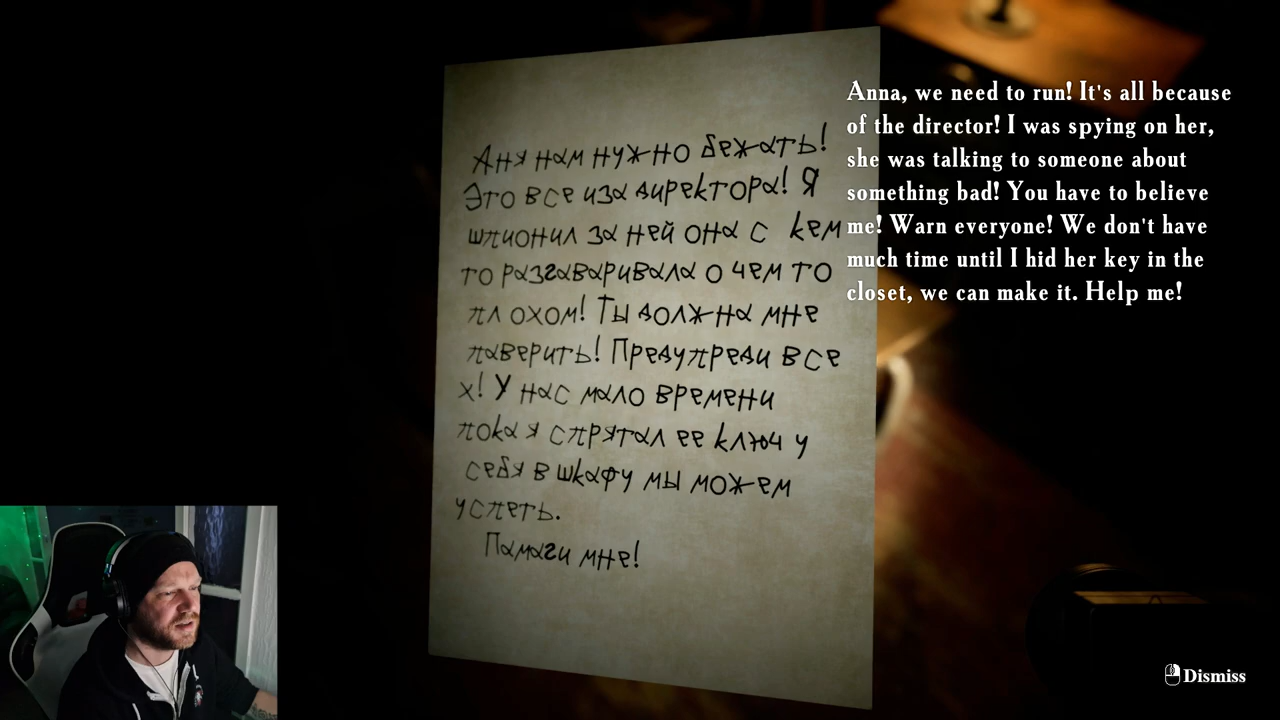 Аня нам нужно бежать!
Это все иза директора! Я
шпионил за ней она с кем
то разгаваривала о чем то
пл охом! Ты должна мне
паверить! Предупреди все
х! У нас мало времени
пока я спрятал ее ключ у
себя в шкафу мы можем
успеть.
Памаги мне!
Anna, we need to run! It's all because
of the director! I was spying on her,
she was talking to someone about
something bad! You have to believe
me! Warn everyone! We don't have
much time until I hid her key in the
closet, we can make it. Help me!
Dismiss